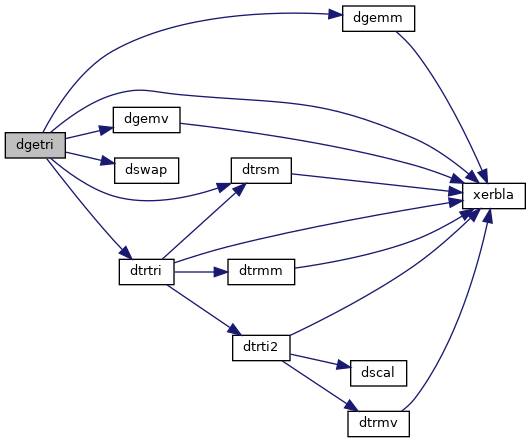 dgemm
dgemv
dgetri
dswap
dtrsm
xerbla
dtrtri
dtrmm
dtrti2
dscal
dtrmv